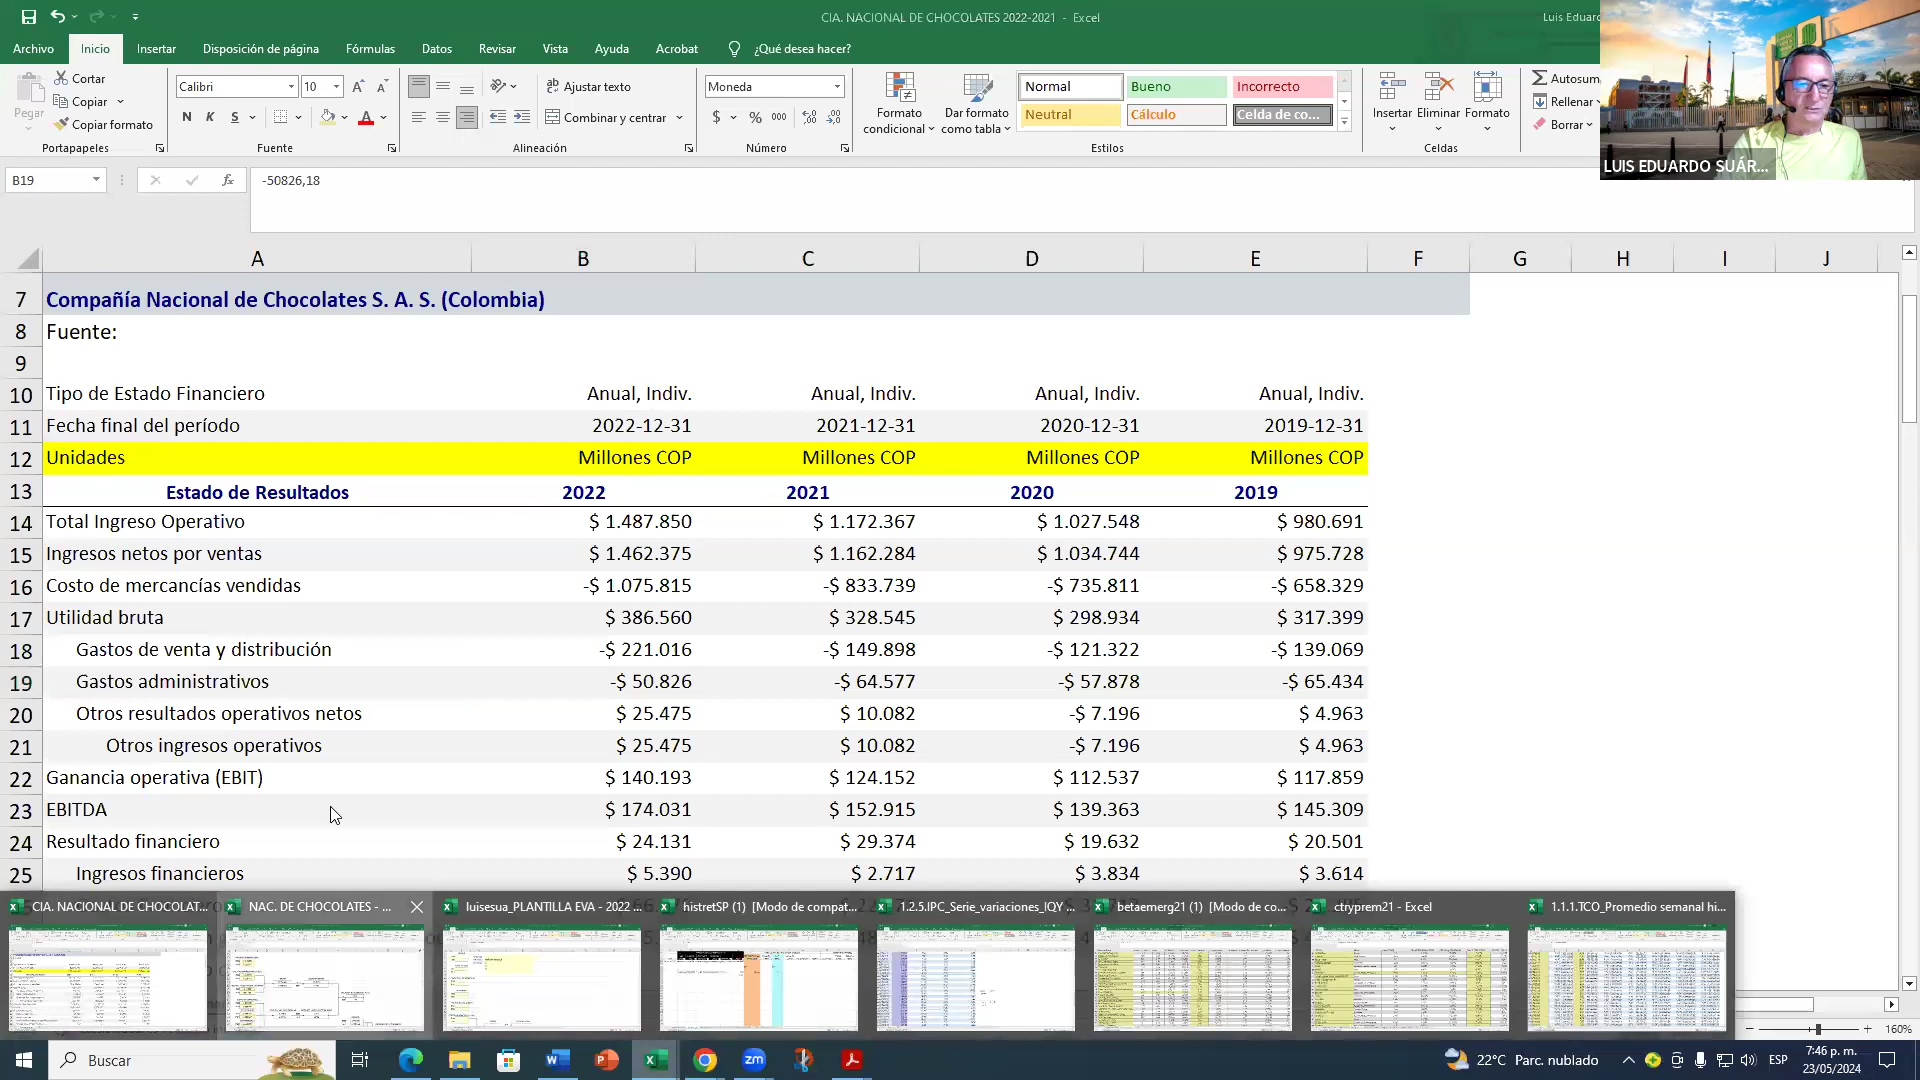 CIA. NACIONAL DE CHOCOLATES 2022-2021 - Excel
Luis Eduardo
Archivo Inicio Insertar Disposición de página Fórmulas Datos Revisar Vista Ayuda Acrobat ¿Qué desea hacer?
Pegar
Cortar
Copiar
Copiar formato
Portapapeles
Calibri 10
N K S
Fuente
Ajustar texto
Combinar y centrar
Alineación
Moneda
$ % 000
Número
Formato condicional
Dar formato como tabla
Normal Bueno Incorrecto
Neutral Cálculo Celda de co...
Estilos
Insertar Eliminar Formato
Celdas
Autosum
Rellenar
Borrar
LUIS EDUARDO SUÁR...
B19 fx -50826,18
A B C D E F G H I J
7 Compañía Nacional de Chocolates S. A. S. (Colombia)
8 Fuente:
9
10 Tipo de Estado Financiero Anual, Indiv. Anual, Indiv. Anual, Indiv. Anual, Indiv.
11 Fecha final del período 2022-12-31 2021-12-31 2020-12-31 2019-12-31
12 Unidades Millones COP Millones COP Millones COP Millones COP
13 Estado de Resultados 2022 2021 2020 2019
14 Total Ingreso Operativo $ 1.487.850 $ 1.172.367 $ 1.027.548 $ 980.691
15 Ingresos netos por ventas $ 1.462.375 $ 1.162.284 $ 1.034.744 $ 975.728
16 Costo de mercancías vendidas -$ 1.075.815 -$ 833.739 -$ 735.811 -$ 658.329
17 Utilidad bruta $ 386.560 $ 328.545 $ 298.934 $ 317.399
18 Gastos de venta y distribución -$ 221.016 -$ 149.898 -$ 121.322 -$ 139.069
19 Gastos administrativos -$ 50.826 -$ 64.577 -$ 57.878 -$ 65.434
20 Otros resultados operativos netos $ 25.475 $ 10.082 -$ 7.196 $ 4.963
21 Otros ingresos operativos $ 25.475 $ 10.082 -$ 7.196 $ 4.963
22 Ganancia operativa (EBIT) $ 140.193 $ 124.152 $ 112.537 $ 117.859
23 EBITDA $ 174.031 $ 152.915 $ 139.363 $ 145.309
24 Resultado financiero $ 24.131 $ 29.374 $ 19.632 $ 20.501
25 Ingresos financieros $ 5.390 $ 2.717 $ 3.834 $ 3.614
CIA. NACIONAL DE CHOCOLAT... NAC. DE CHOCOLATES - ... luisesua_PLANTILLA EVA - 2022 ... histretSP (1) [Modo de compat... 1.2.5.IPC_Serie_variaciones_IQY ... betaemerg21 (1) [Modo de co... ctryprem21 - Excel 1.1.1.TCO_Promedio semanal hi...
160%
Buscar
zm
22°C Parc. nublado
ESP
7:46 p. m.
23/05/2024